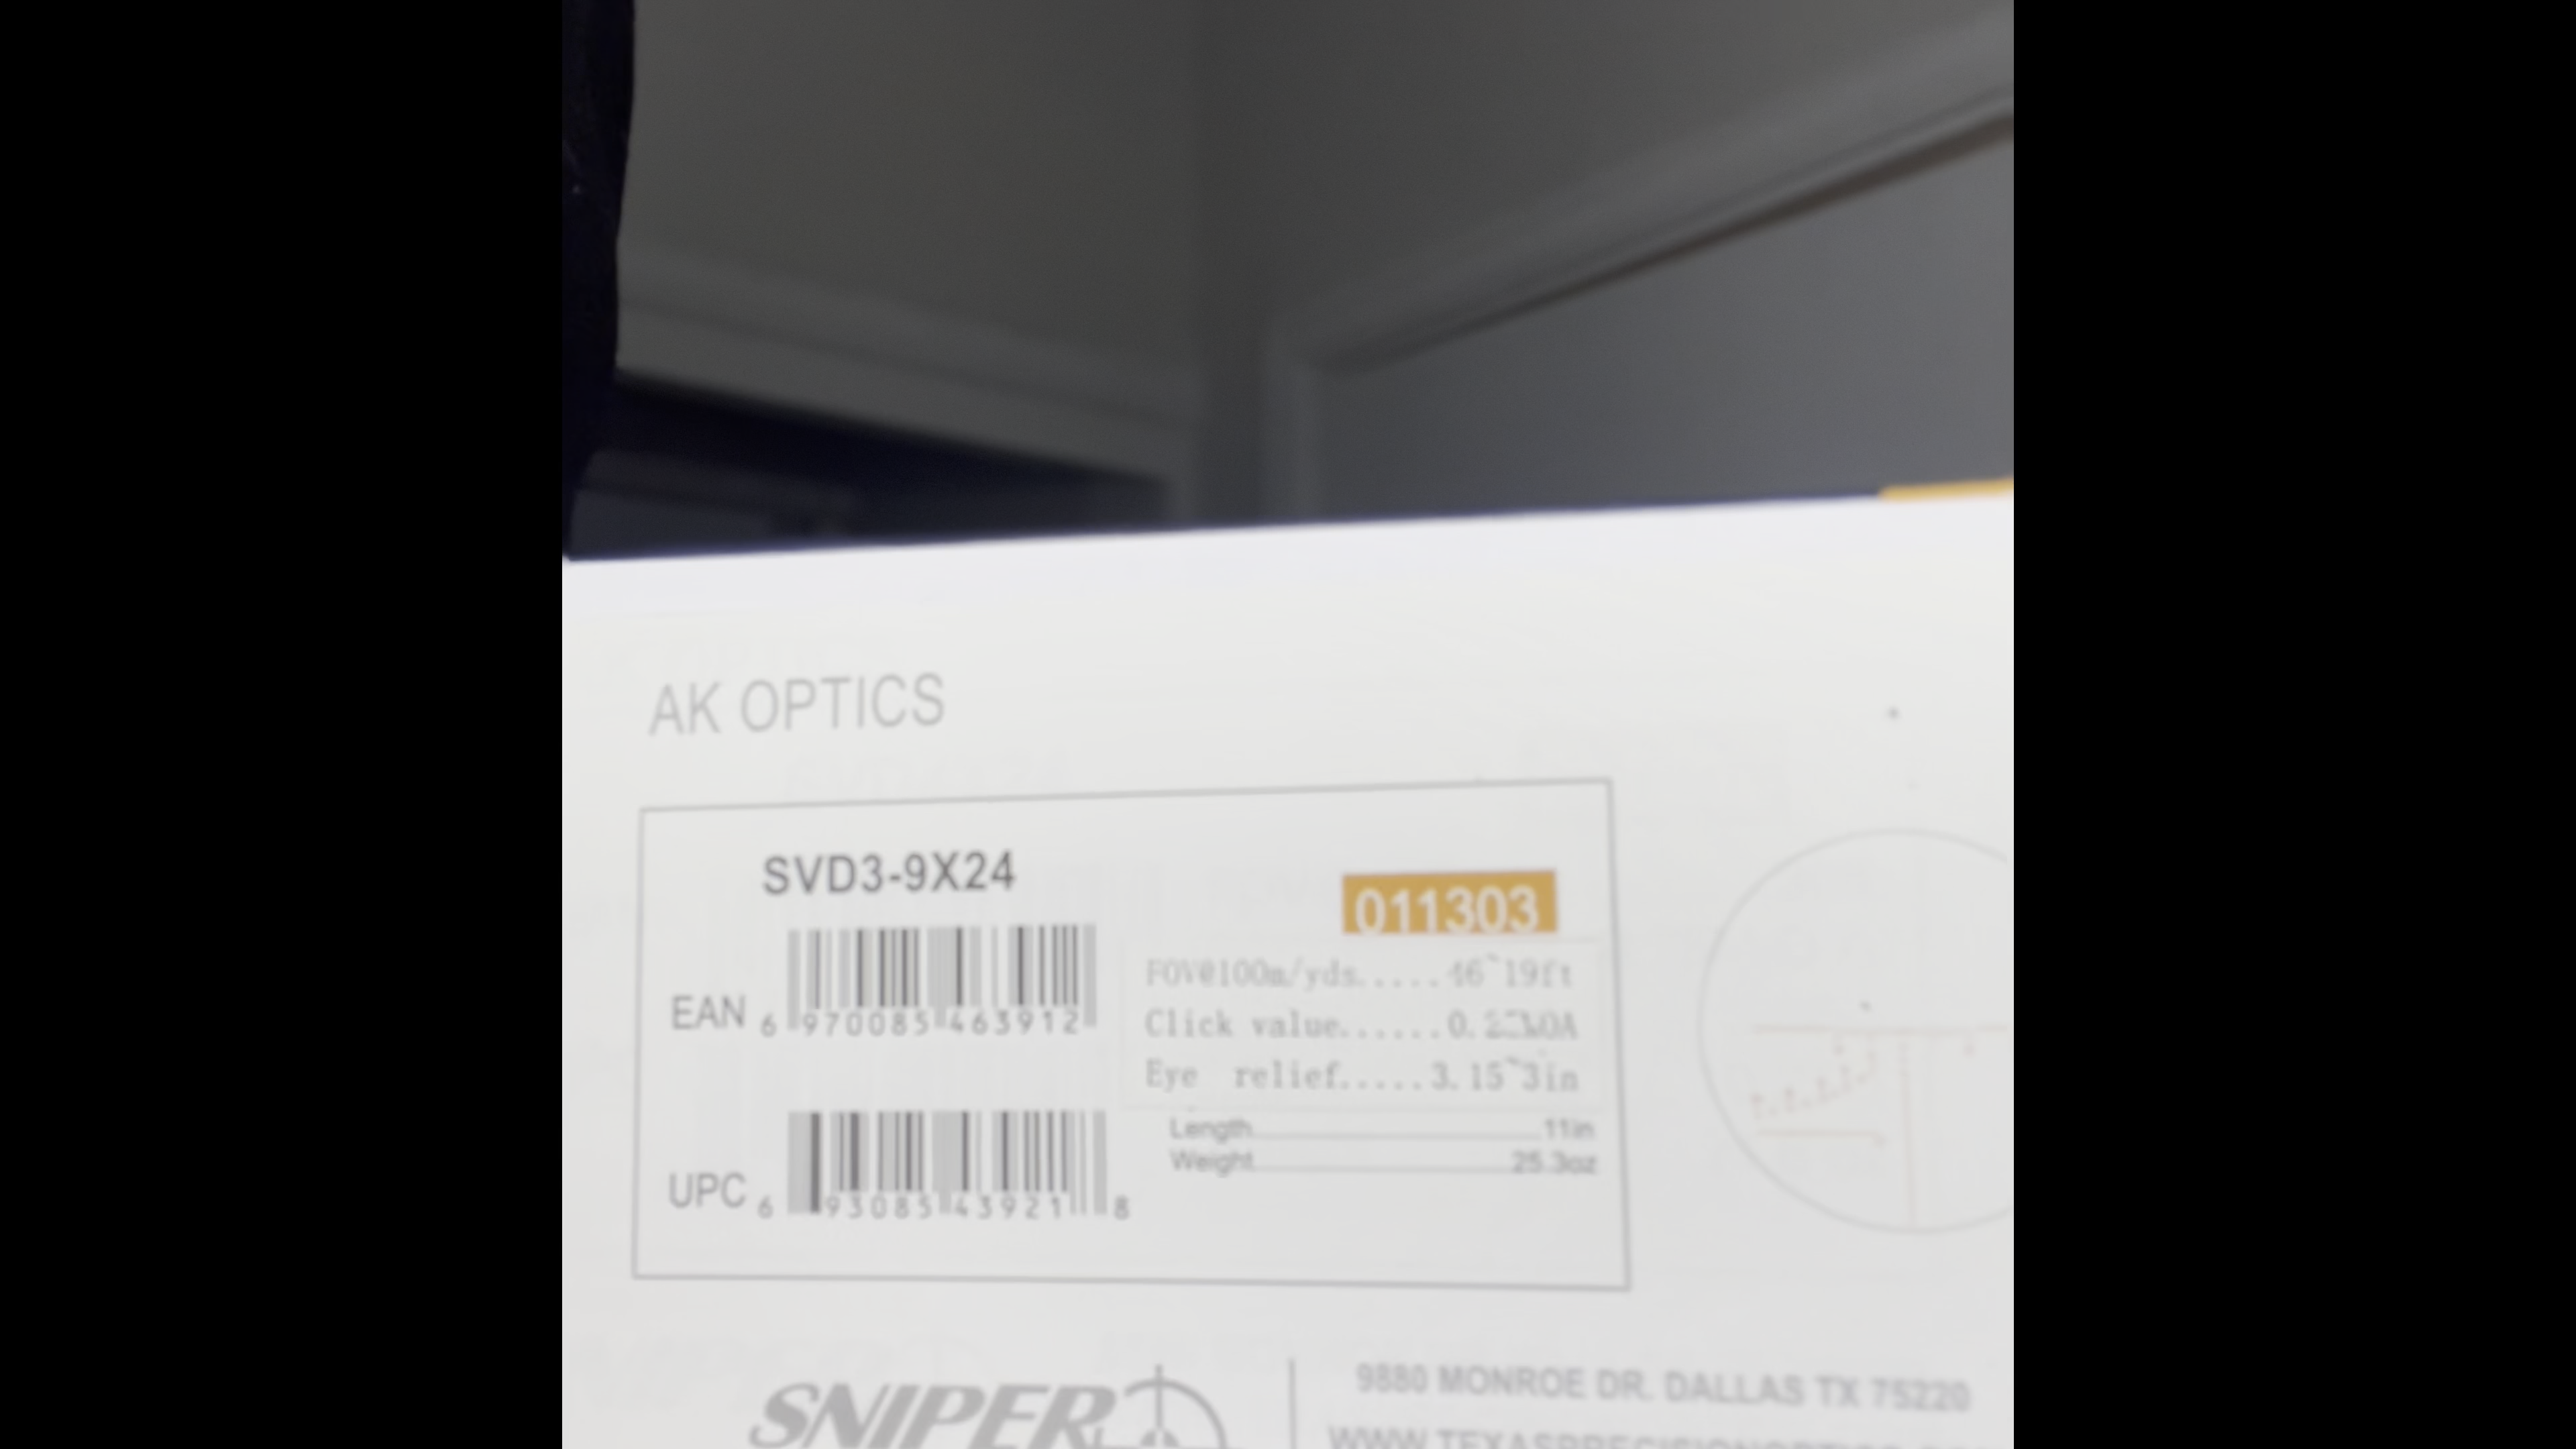 AK OPTICS
SVD3-9X24
011303
EAN 6 970085 463912
FOV@100m/yds.....46~19ft
Click value......
Eye relief.....3.15~3in
Length 11in
Weight 25.3oz
UPC 6 93085 43921 8
SNIPER
9880 MONROE DR. DALLAS TX 75220